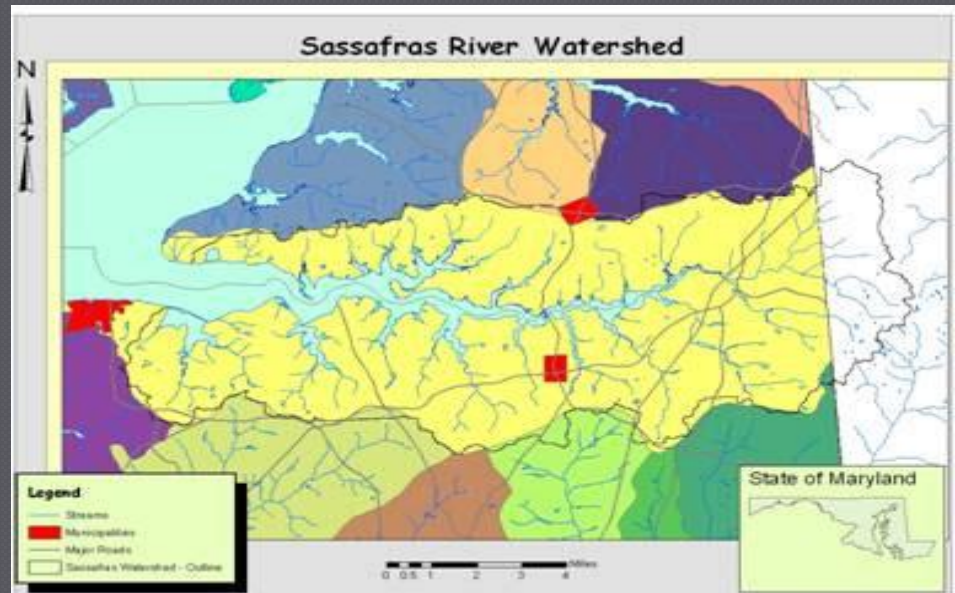 Sassafras River Watershed
N
Legend
Streams
Municipalities
Major Roads
Sassafras Watershed - Outline
0 0.5 1 2 3 4 Miles
State of Maryland